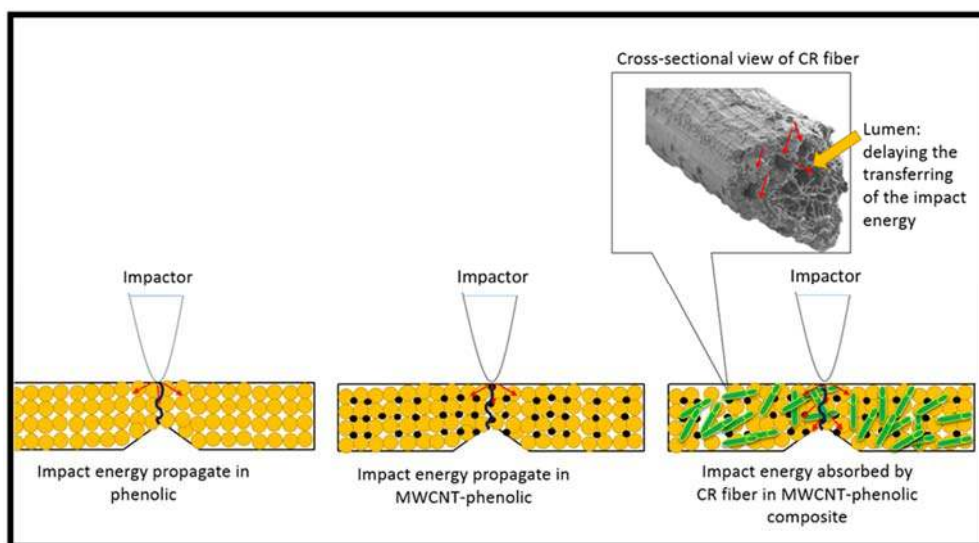 Cross-sectional view of CR fiber
Lumen:
delaying the
transferring
of the impact
energy
Impactor
Impactor
Impactor
Impact energy propagate in
phenolic
Impact energy propagate in
MWCNT-phenolic
Impact energy absorbed by
CR fiber in MWCNT-phenolic
composite